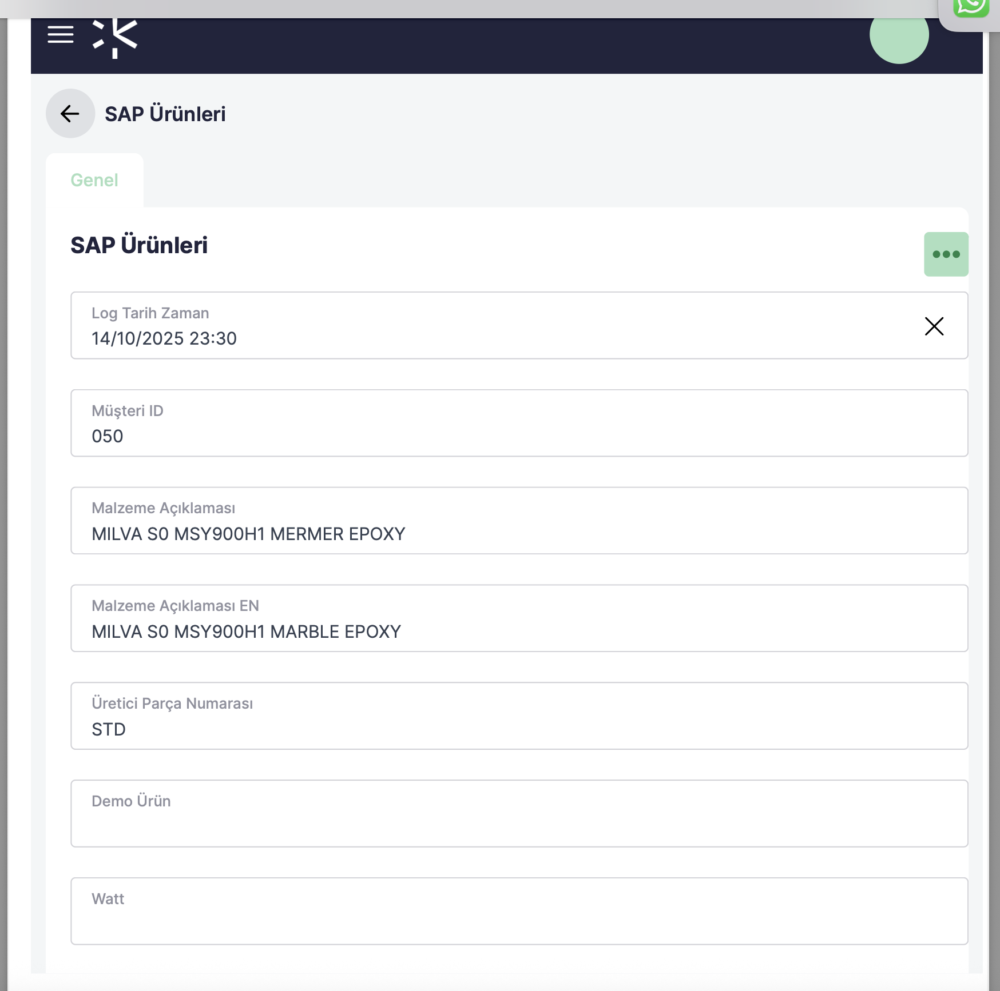 SAP Ürünleri
Genel
SAP Ürünleri
Log Tarih Zaman
14/10/2025 23:30
Müşteri ID
050
Malzeme Açıklaması
MILVA S0 MSY900H1 MERMER EPOXY
Malzeme Açıklaması EN
MILVA S0 MSY900H1 MARBLE EPOXY
Üretici Parça Numarası
STD
Demo Ürün
Watt